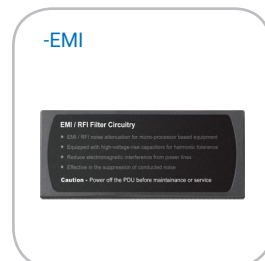 -EMI
EMI / RFI Filter Circuitry
EMI / RFI noise attenuation for micro-processor based equipment
Equipped with high-voltage-rise capacitors for harmonic tolerance
Reduce electromagnetic interference from power lines
Effective in the suppression of conducted noise
Caution - Power off the PDU before maintainance or service